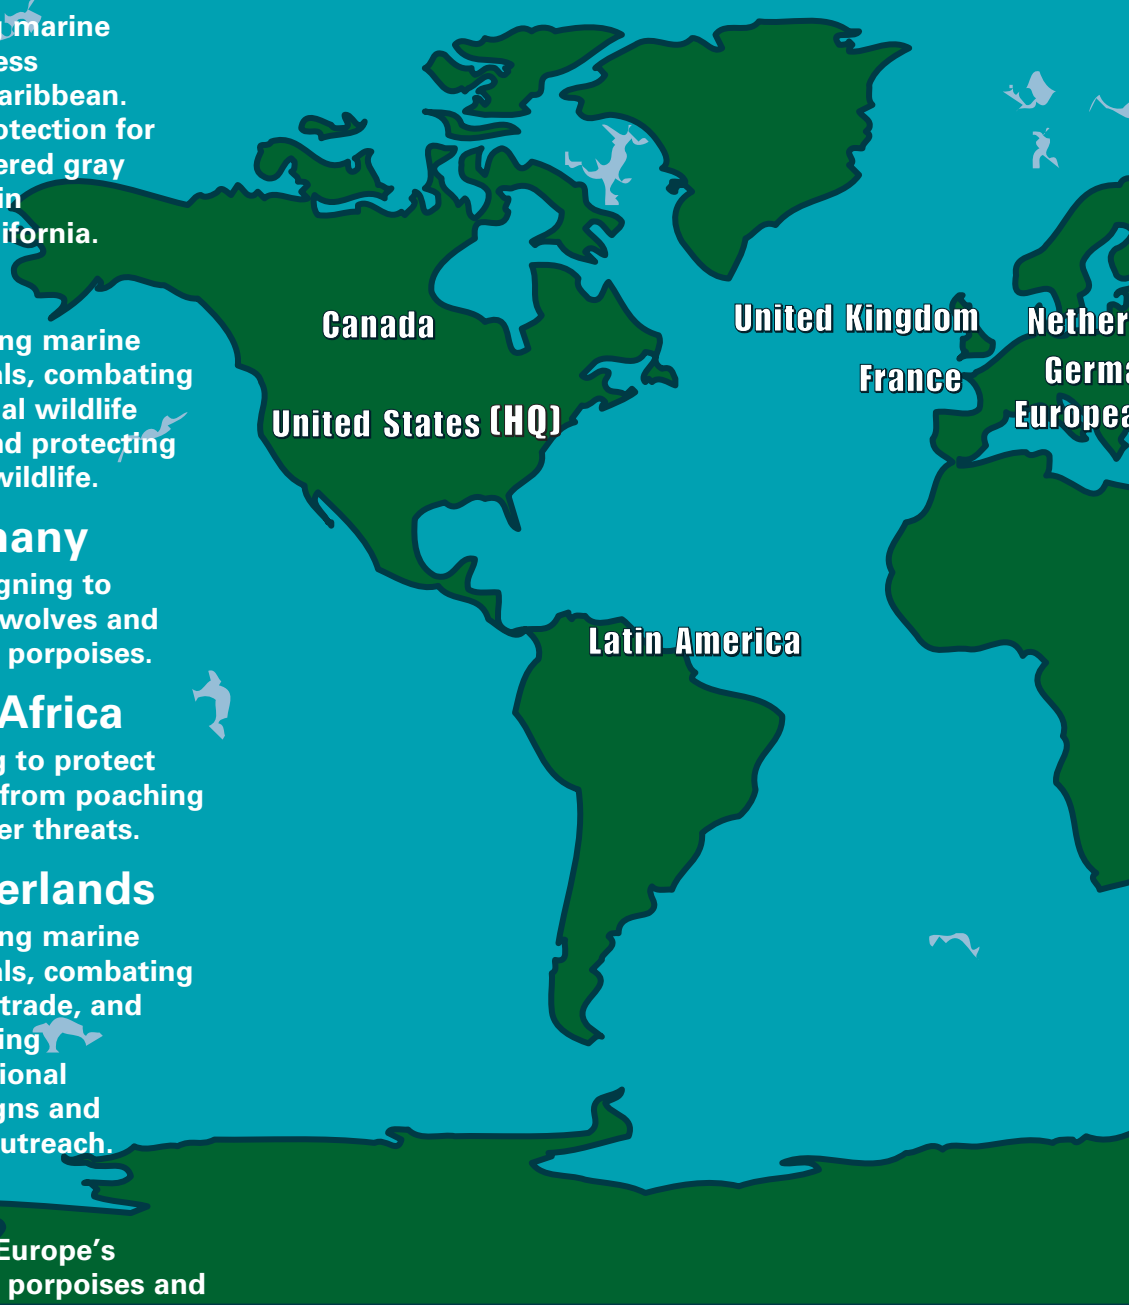 marine
ess
aribbean.
otection for
ered gray
in
ifornia.
ng marine
ls, combating
al wildlife
nd protecting
wildlife.
many
gning to
wolves and
porpoises.
Africa
g to protect
from poaching
er threats.
erlands
ng marine
ls, combating
trade, and
ing
ional
gns and
utreach.
Europe's
porpoises and
Canada
United States (HQ)
Latin America
United Kingdom
France
Nether
Germa
Europea